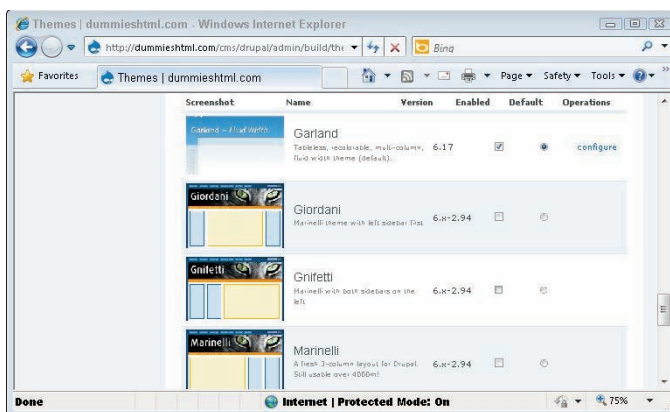 Themes | dummieshtml.com - Windows Internet Explorer
http://dummieshtml.com/cms/drupal/admin/build/the
Bing
Favorites
Themes | dummieshtml.com
Page
Safety
Tools
Screenshot Name Version Enabled Default Operations
Garland - Fluid Width
Garland
Tableless, recolorable, multi-column, 6.17 configure
fluid width theme (default).
Giordani
Giordani
Marinelli theme with left sidebar first 6.x-2.94
Gnifetti
Gnifetti
Marinelli with both sidebars on the 6.x-2.94
left
Marinelli
Marinelli
A fresh 3-column layout for Drupal. 6.x-2.94
Still usable over 4000m!
Done
Internet | Protected Mode: On
75%